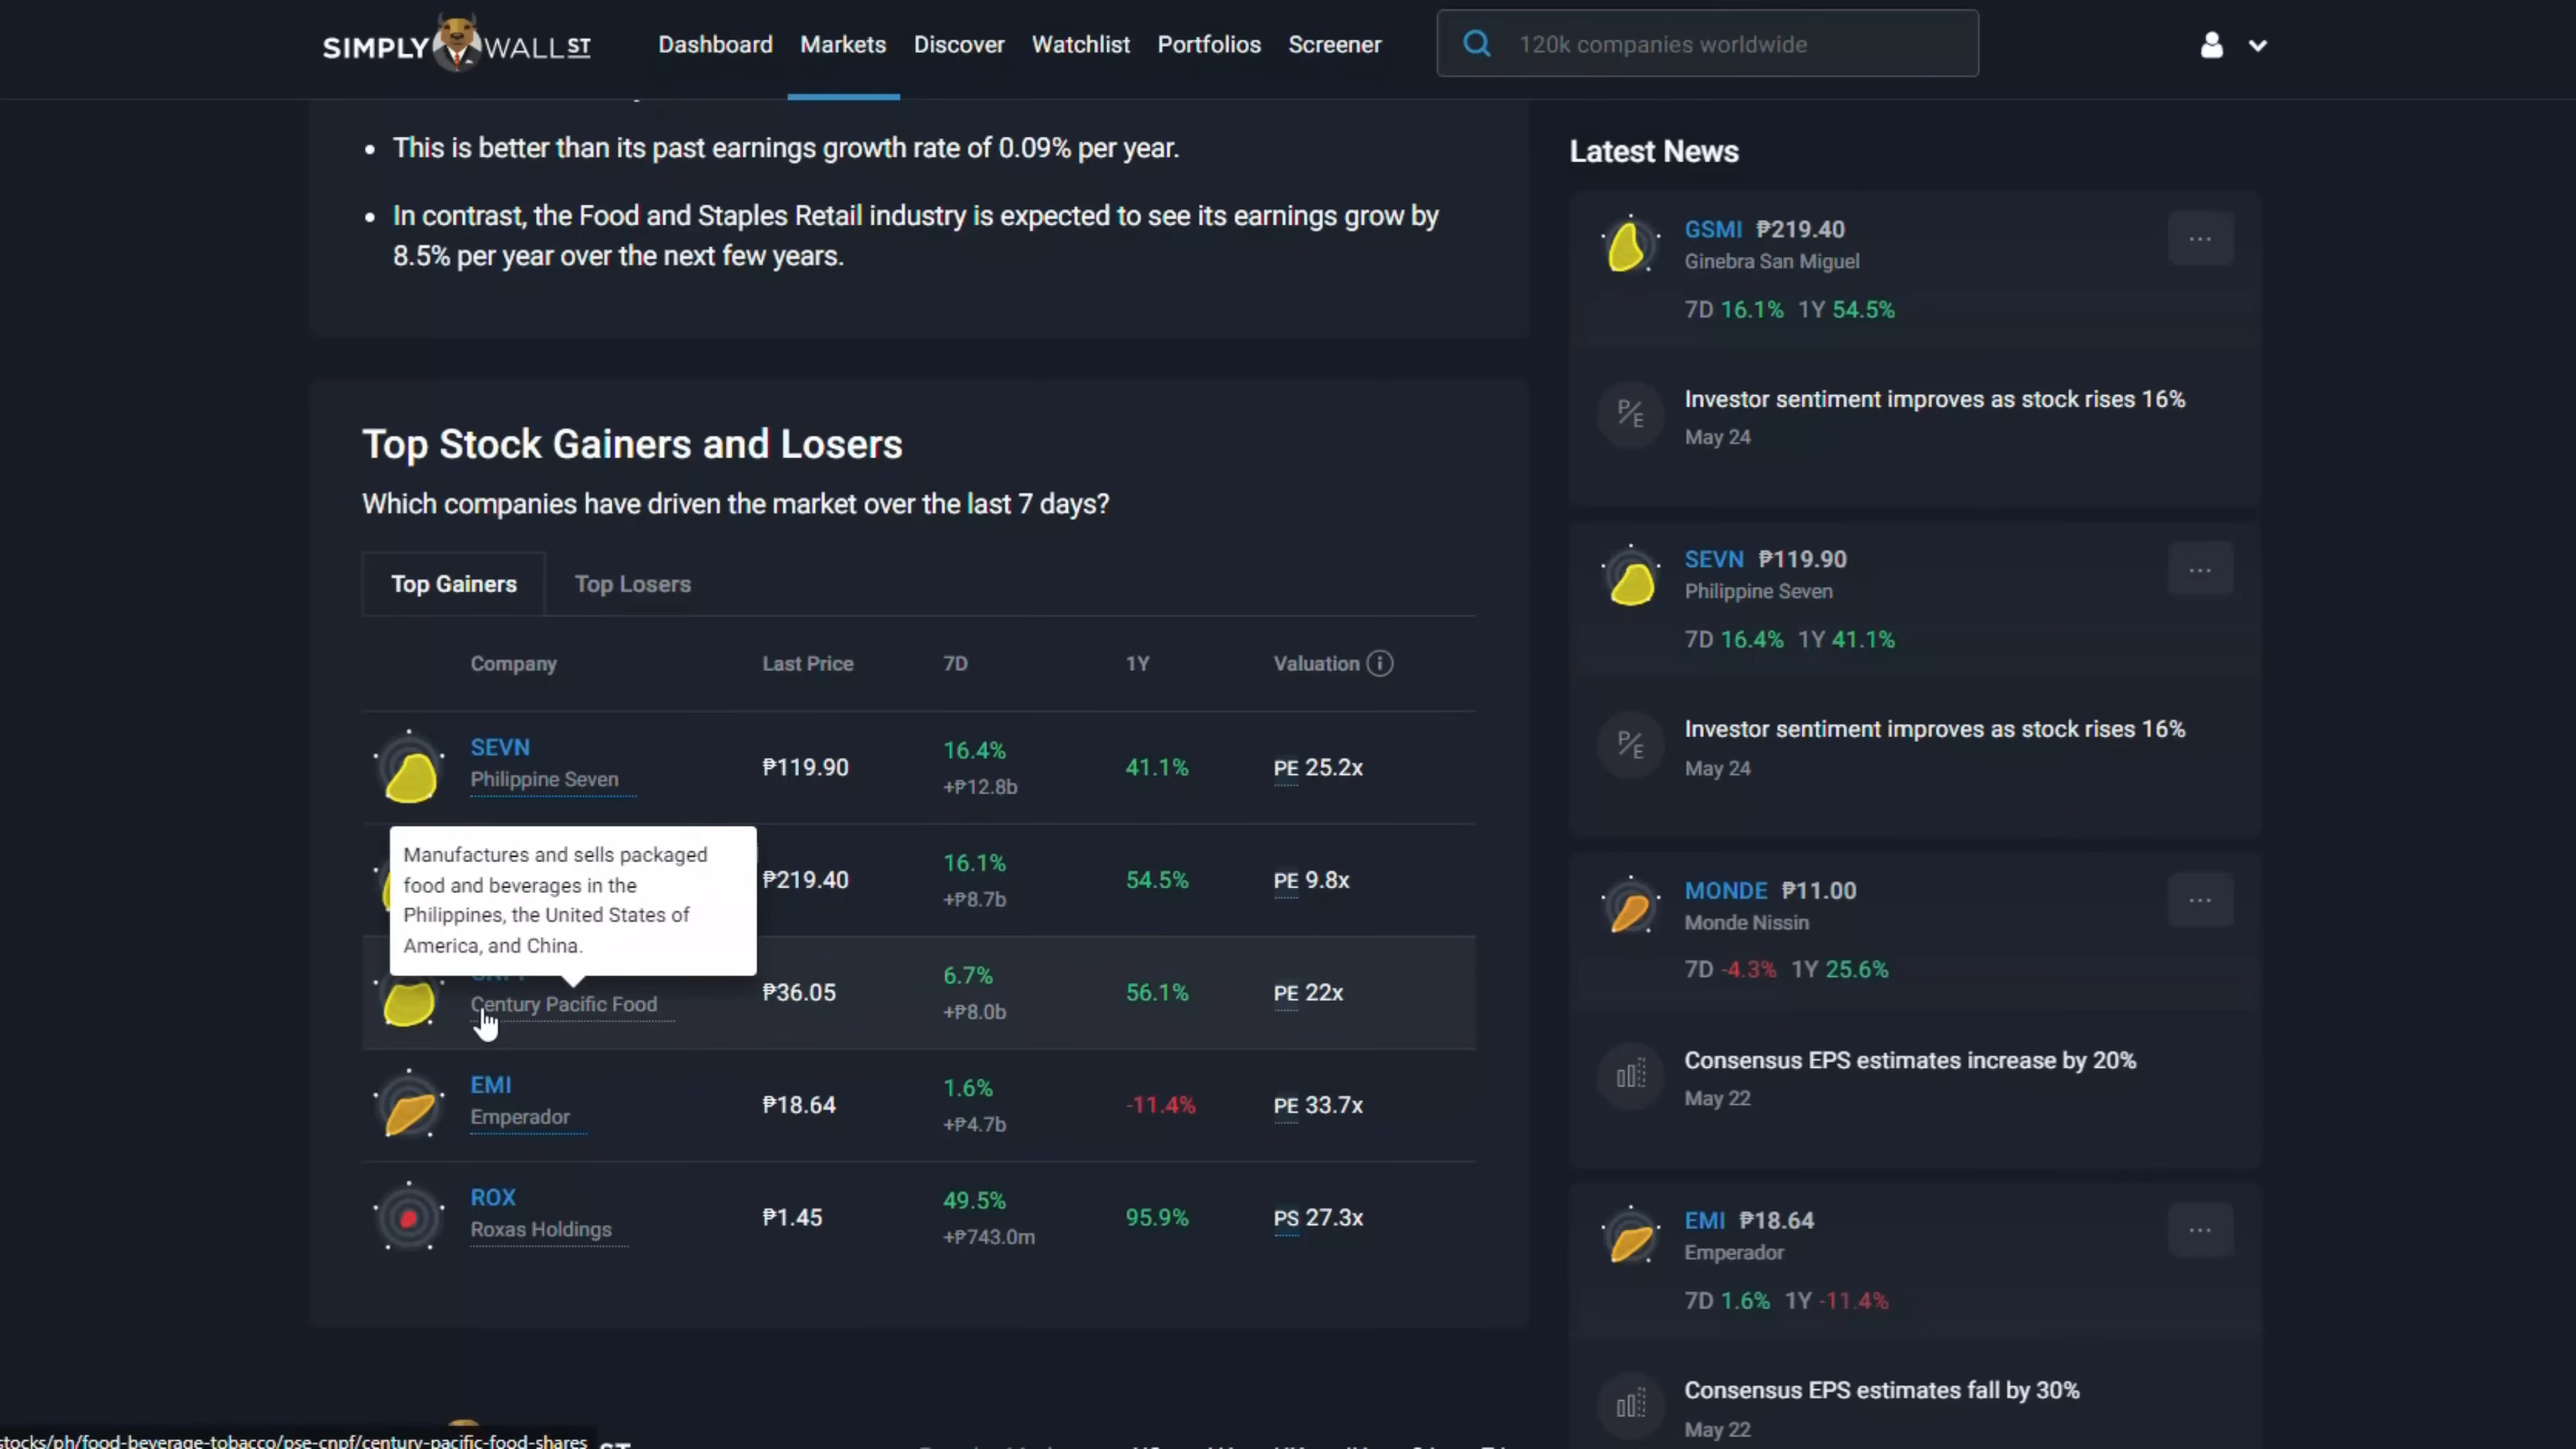 SIMPLY WALL ST
Dashboard Markets Discover Watchlist Portfolios Screener
120k companies worldwide
This is better than its past earnings growth rate of 0.09% per year.
In contrast, the Food and Staples Retail industry is expected to see its earnings grow by
8.5% per year over the next few years.
Top Stock Gainers and Losers
Which companies have driven the market over the last 7 days?
Top Gainers Top Losers
Company Last Price 7D 1Y Valuation
SEVN
Philippine Seven
₱119.90
16.4%
+₱12.8b
41.1%
PE 25.2x
Manufactures and sells packaged
food and beverages in the
Philippines, the United States of
America, and China.
₱219.40
16.1%
+₱8.7b
54.5%
PE 9.8x
Century Pacific Food
₱36.05
6.7%
+₱8.0b
56.1%
PE 22x
EMI
Emperador
₱18.64
1.6%
+₱4.7b
-11.4%
PE 33.7x
ROX
Roxas Holdings
₱1.45
49.5%
+₱743.0m
95.9%
PS 27.3x
Latest News
GSMI ₱219.40
Ginebra San Miguel
7D 16.1% 1Y 54.5%
P/E
Investor sentiment improves as stock rises 16%
May 24
SEVN ₱119.90
Philippine Seven
7D 16.4% 1Y 41.1%
P/E
Investor sentiment improves as stock rises 16%
May 24
MONDE ₱11.00
Monde Nissin
7D -4.3% 1Y 25.6%
Consensus EPS estimates increase by 20%
May 22
EMI ₱18.64
Emperador
7D 1.6% 1Y -11.4%
Consensus EPS estimates fall by 30%
May 22
stocks/ph/food-beverage-tobacco/pse-cnpf/century-pacific-food-shares